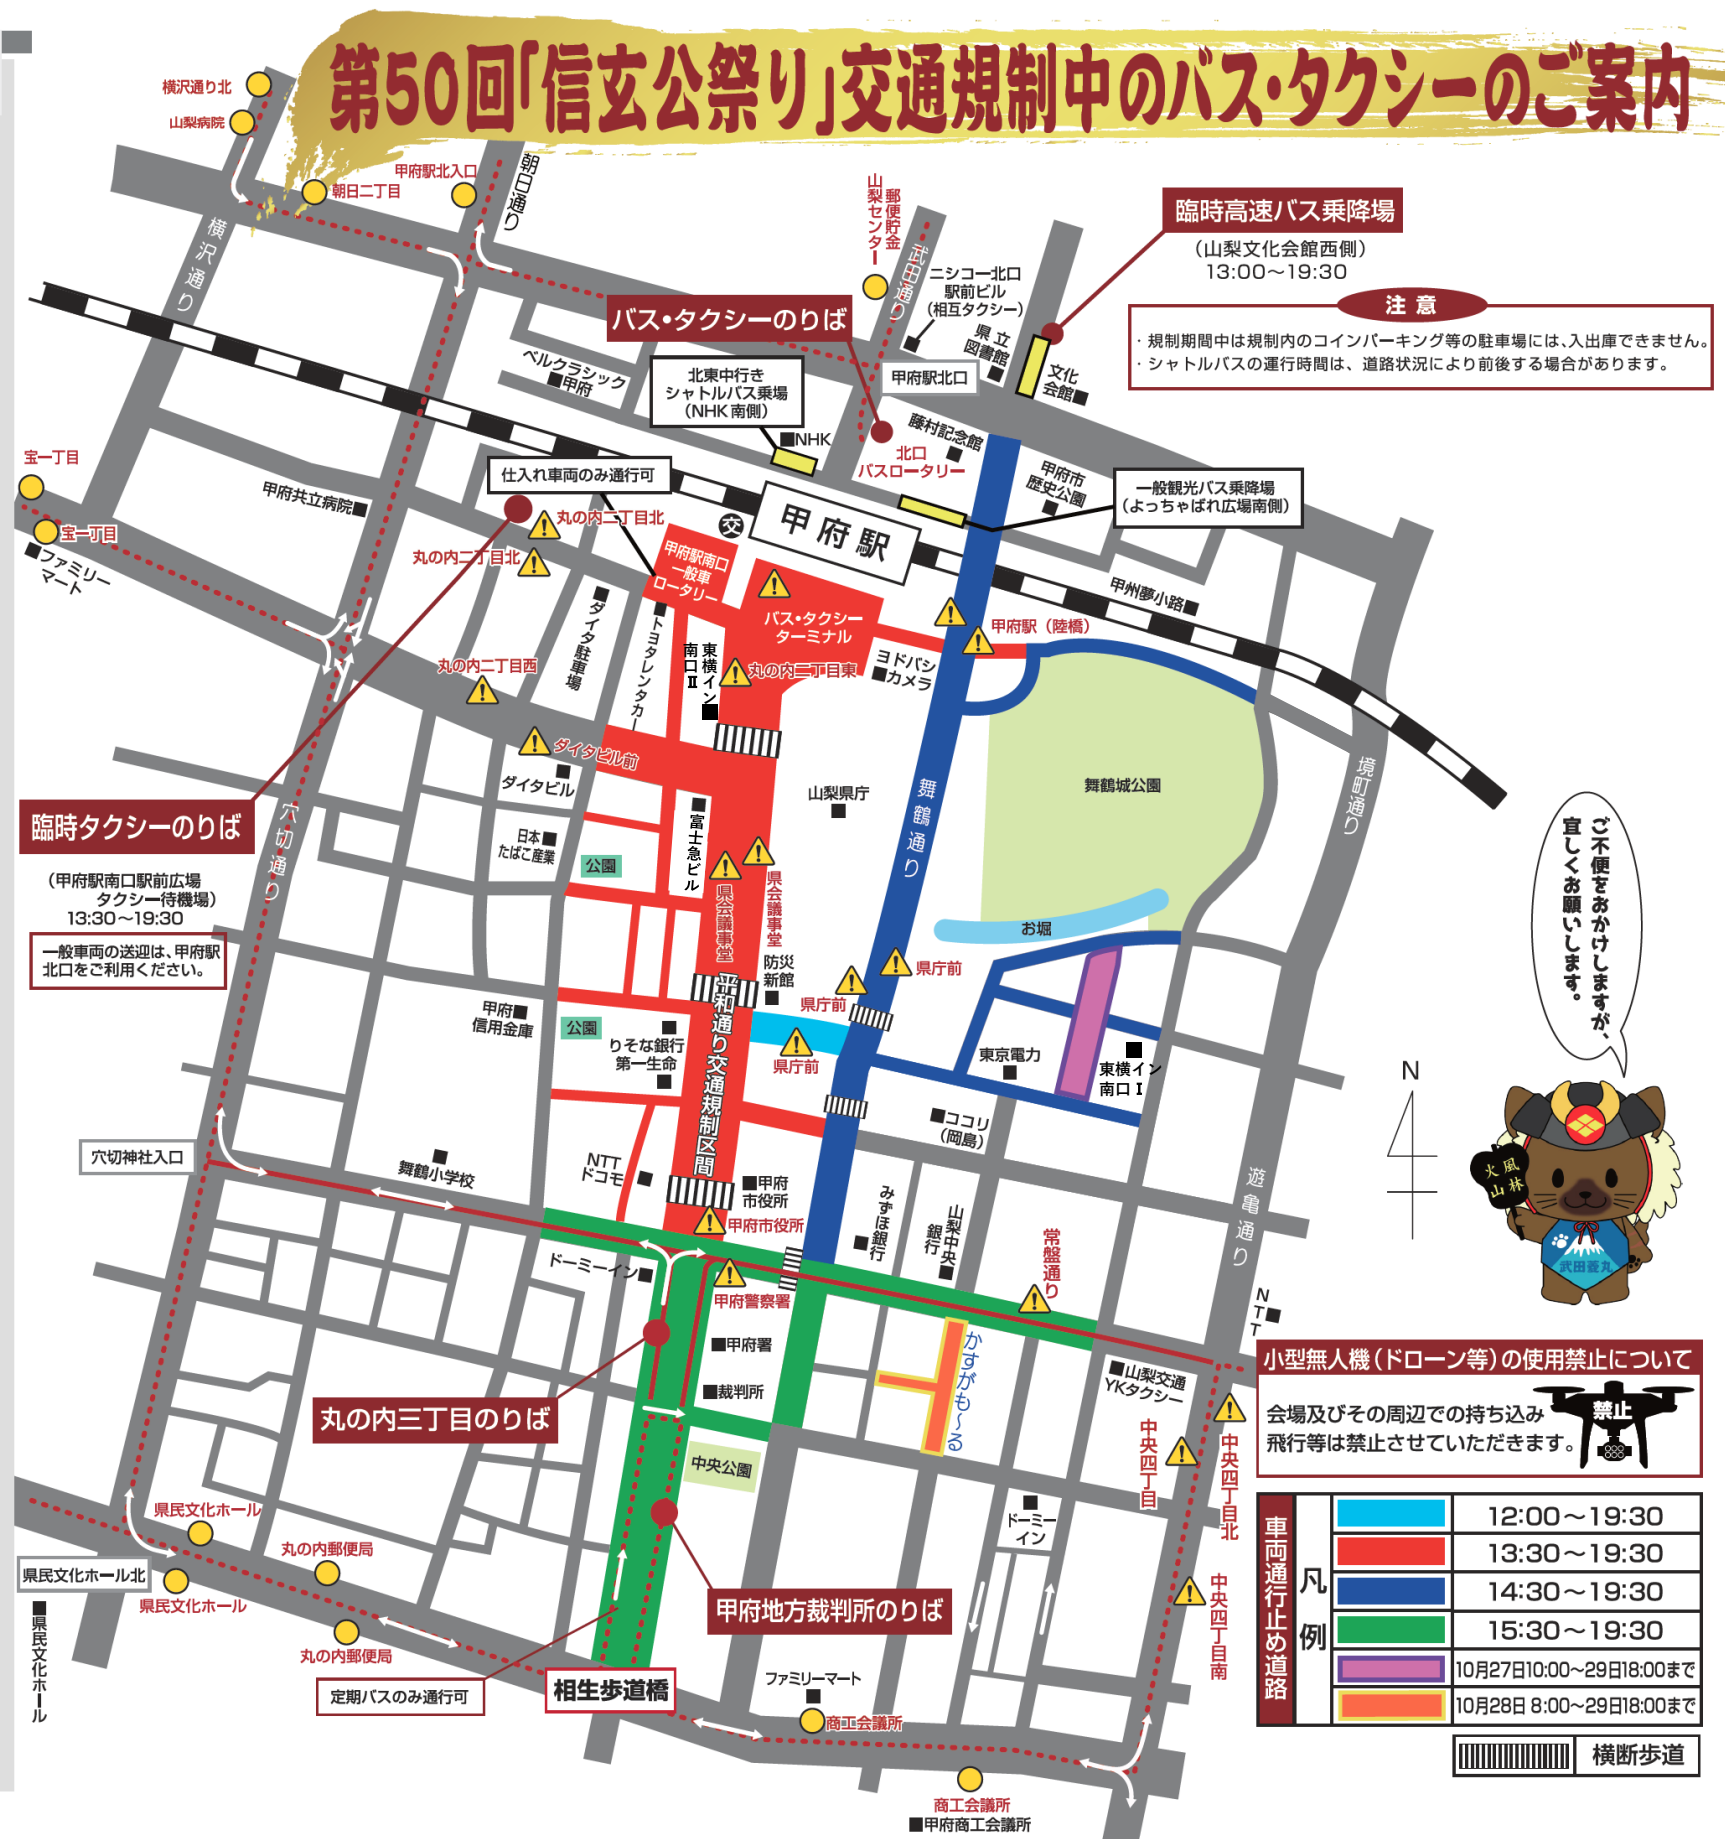 第50回「信玄公祭り」交通規制中のバス・タクシーのご案内
横沢通り北
山梨病院
朝日二丁目
甲府駅北入口
朝日通り
横沢通り
山梨センター
郵便貯金
武田通り
ニシコー北口
駅前ビル
（相互タクシー）
県立
図書館
文化
会館
臨時高速バス乗降場
（山梨文化会館西側）
13:00〜19:30
注意
・規制期間中は規制内のコインパーキング等の駐車場には、入出庫できません。
・シャトルバスの運行時間は、道路状況により前後する場合があります。
バス・タクシーのりば
ベルクラシック
甲府
北東中行き
シャトルバス乗場
（NHK南側）
NHK
甲府駅北口
藤村記念館
北口
バスロータリー
甲府市
歴史公園
一般観光バス乗降場
（よっちゃばれ広場南側）
仕入れ車両のみ通行可
宝一丁目
宝一丁目
ファミリー
マート
甲府共立病院
丸の内二丁目北
丸の内二丁目北
交
甲府駅
甲府駅南口
一般車
ロータリー
バス・タクシー
ターミナル
甲州夢小路
甲府駅（陸橋）
ダイタ駐車場
トヨタレンタカー
東横イン
南口Ⅱ
丸の内二丁目東
ヨドバシ
カメラ
丸の内二丁目西
ダイタビル前
ダイタビル
山梨県庁
舞鶴通り
舞鶴城公園
境町通り
臨時タクシーのりば
（甲府駅南口駅前広場
タクシー待機場）
13:30〜19:30
一般車両の送迎は、甲府駅
北口をご利用ください。
穴切通り
日本
たばこ産業
公園
富士急ビル
県会議事堂
県会議事堂
お堀
防災
新館
県庁前
県庁前
県庁前
甲府
信用金庫
公園
りそな銀行
第一生命
平和通り交通規制区間
東京電力
東横イン
南口Ⅰ
ココリ
（岡島）
ご不便をおかけしますが、
宜しくお願いします。
N
風林火山
武田菱丸
穴切神社入口
舞鶴小学校
NTT
ドコモ
甲府
市役所
甲府市役所
みずほ銀行
山梨中央
銀行
常盤通り
遊亀通り
NTT
ドーミーイン
甲府警察署
甲府署
裁判所
かすがも〜る
山梨交通
YKタクシー
小型無人機（ドローン等）の使用禁止について
会場及びその周辺での持ち込み
飛行等は禁止させていただきます。
禁止
丸の内三丁目のりば
中央公園
中央四丁目
中央四丁目北
中央四丁目南
ドーミー
イン
県民文化ホール
丸の内郵便局
県民文化ホール北
県民文化ホール
県民文化ホール
丸の内郵便局
定期バスのみ通行可
相生歩道橋
甲府地方裁判所のりば
ファミリーマート
商工会議所
商工会議所
甲府商工会議所
車両通行止め道路
凡例
12:00〜19:30
13:30〜19:30
14:30〜19:30
15:30〜19:30
10月27日10:00〜29日18:00まで
10月28日 8:00〜29日18:00まで
横断歩道